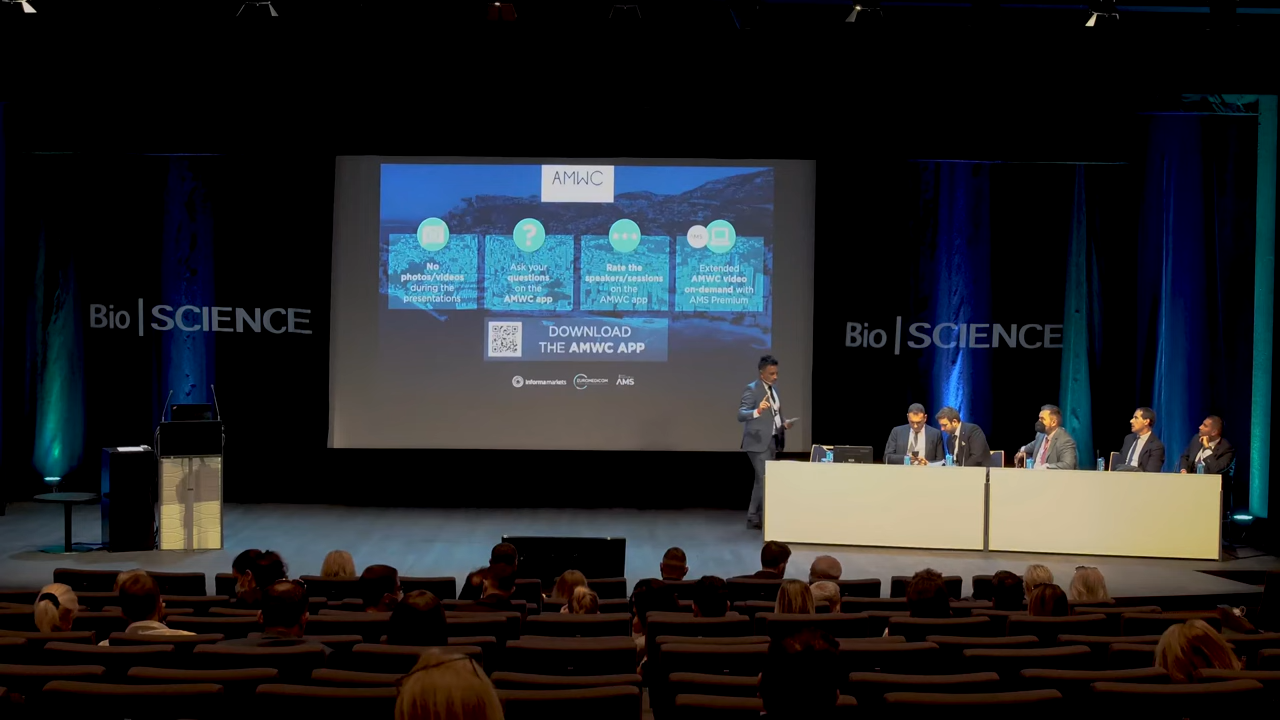 AMWC
No
photos/videos
during the
presentations
Ask your
questions
on the
AMWC app
Rate the
speakers/sessions
on the
AMWC app
Extended
AMWC video
on-demand with
AMS Premium
DOWNLOAD
THE AMWC APP
informa markets
EUROMEDICOM
AMS
Bio|SCIENCE
Bio|SCIENCE